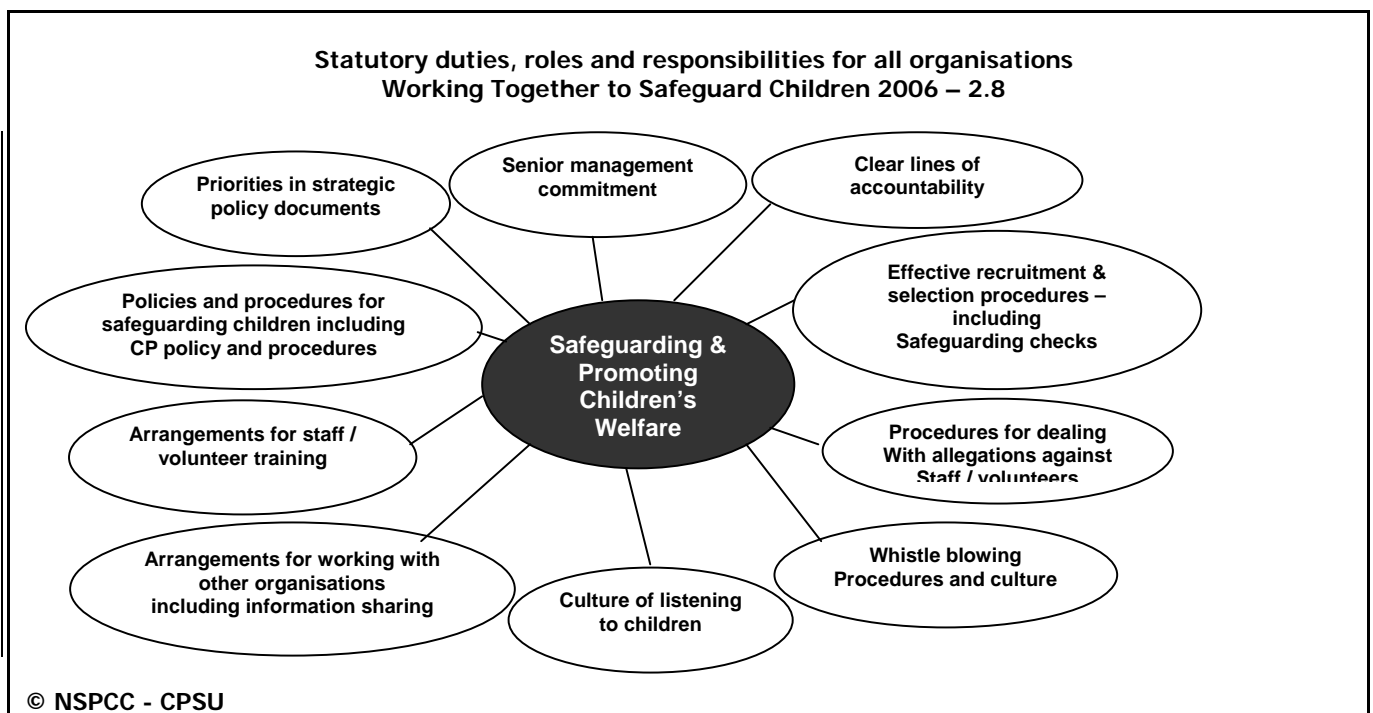 Statutory duties, roles and responsibilities for all organisations
Working Together to Safeguard Children 2006 – 2.8
Priorities in strategic
policy documents
Senior management
commitment
Clear lines of
accountability
Policies and procedures for
safeguarding children including
CP policy and procedures
Safeguarding &
Promoting
Children’s
Welfare
Effective recruitment &
selection procedures –
including
Safeguarding checks
Arrangements for staff /
volunteer training
Procedures for dealing
With allegations against
Staff / volunteers
Arrangements for working with
other organisations
including information sharing
Culture of listening
to children
Whistle blowing
Procedures and culture
© NSPCC - CPSU